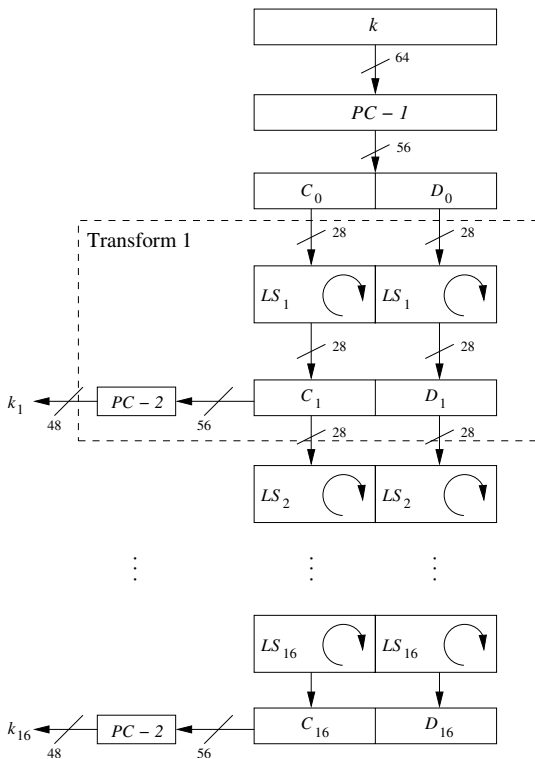 k
64
PC – 1
56
C0 D0
Transform 1
28 28
LS1 LS1
28 28
k1 48 PC – 2 56 C1 D1
28 28
LS2 LS2
⋮ ⋮ ⋮
LS16 LS16
k16 48 PC – 2 56 C16 D16